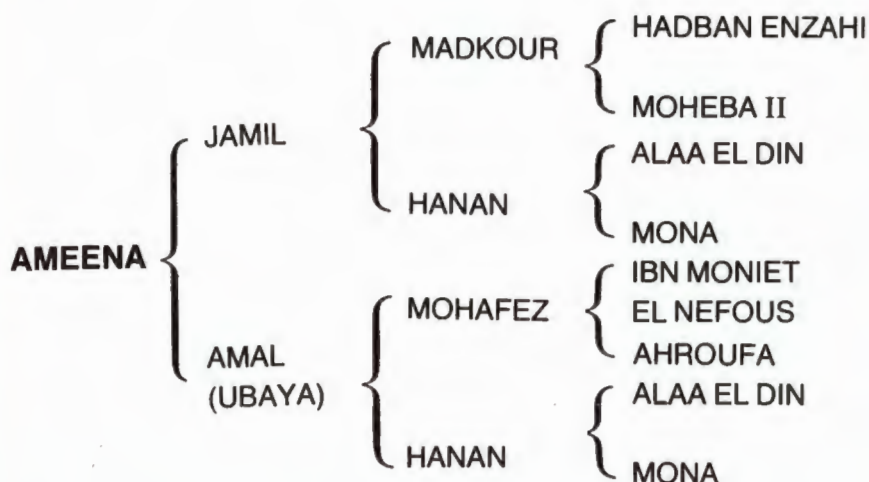 HADBAN ENZAHI
MADKOUR
MOHEBA II
JAMIL
ALAA EL DIN
HANAN
MONA
AMEENA
IBN MONIET
MOHAFEZ
EL NEFOUS
AMAL
AHROUFA
(UBAYA)
ALAA EL DIN
HANAN
MONA